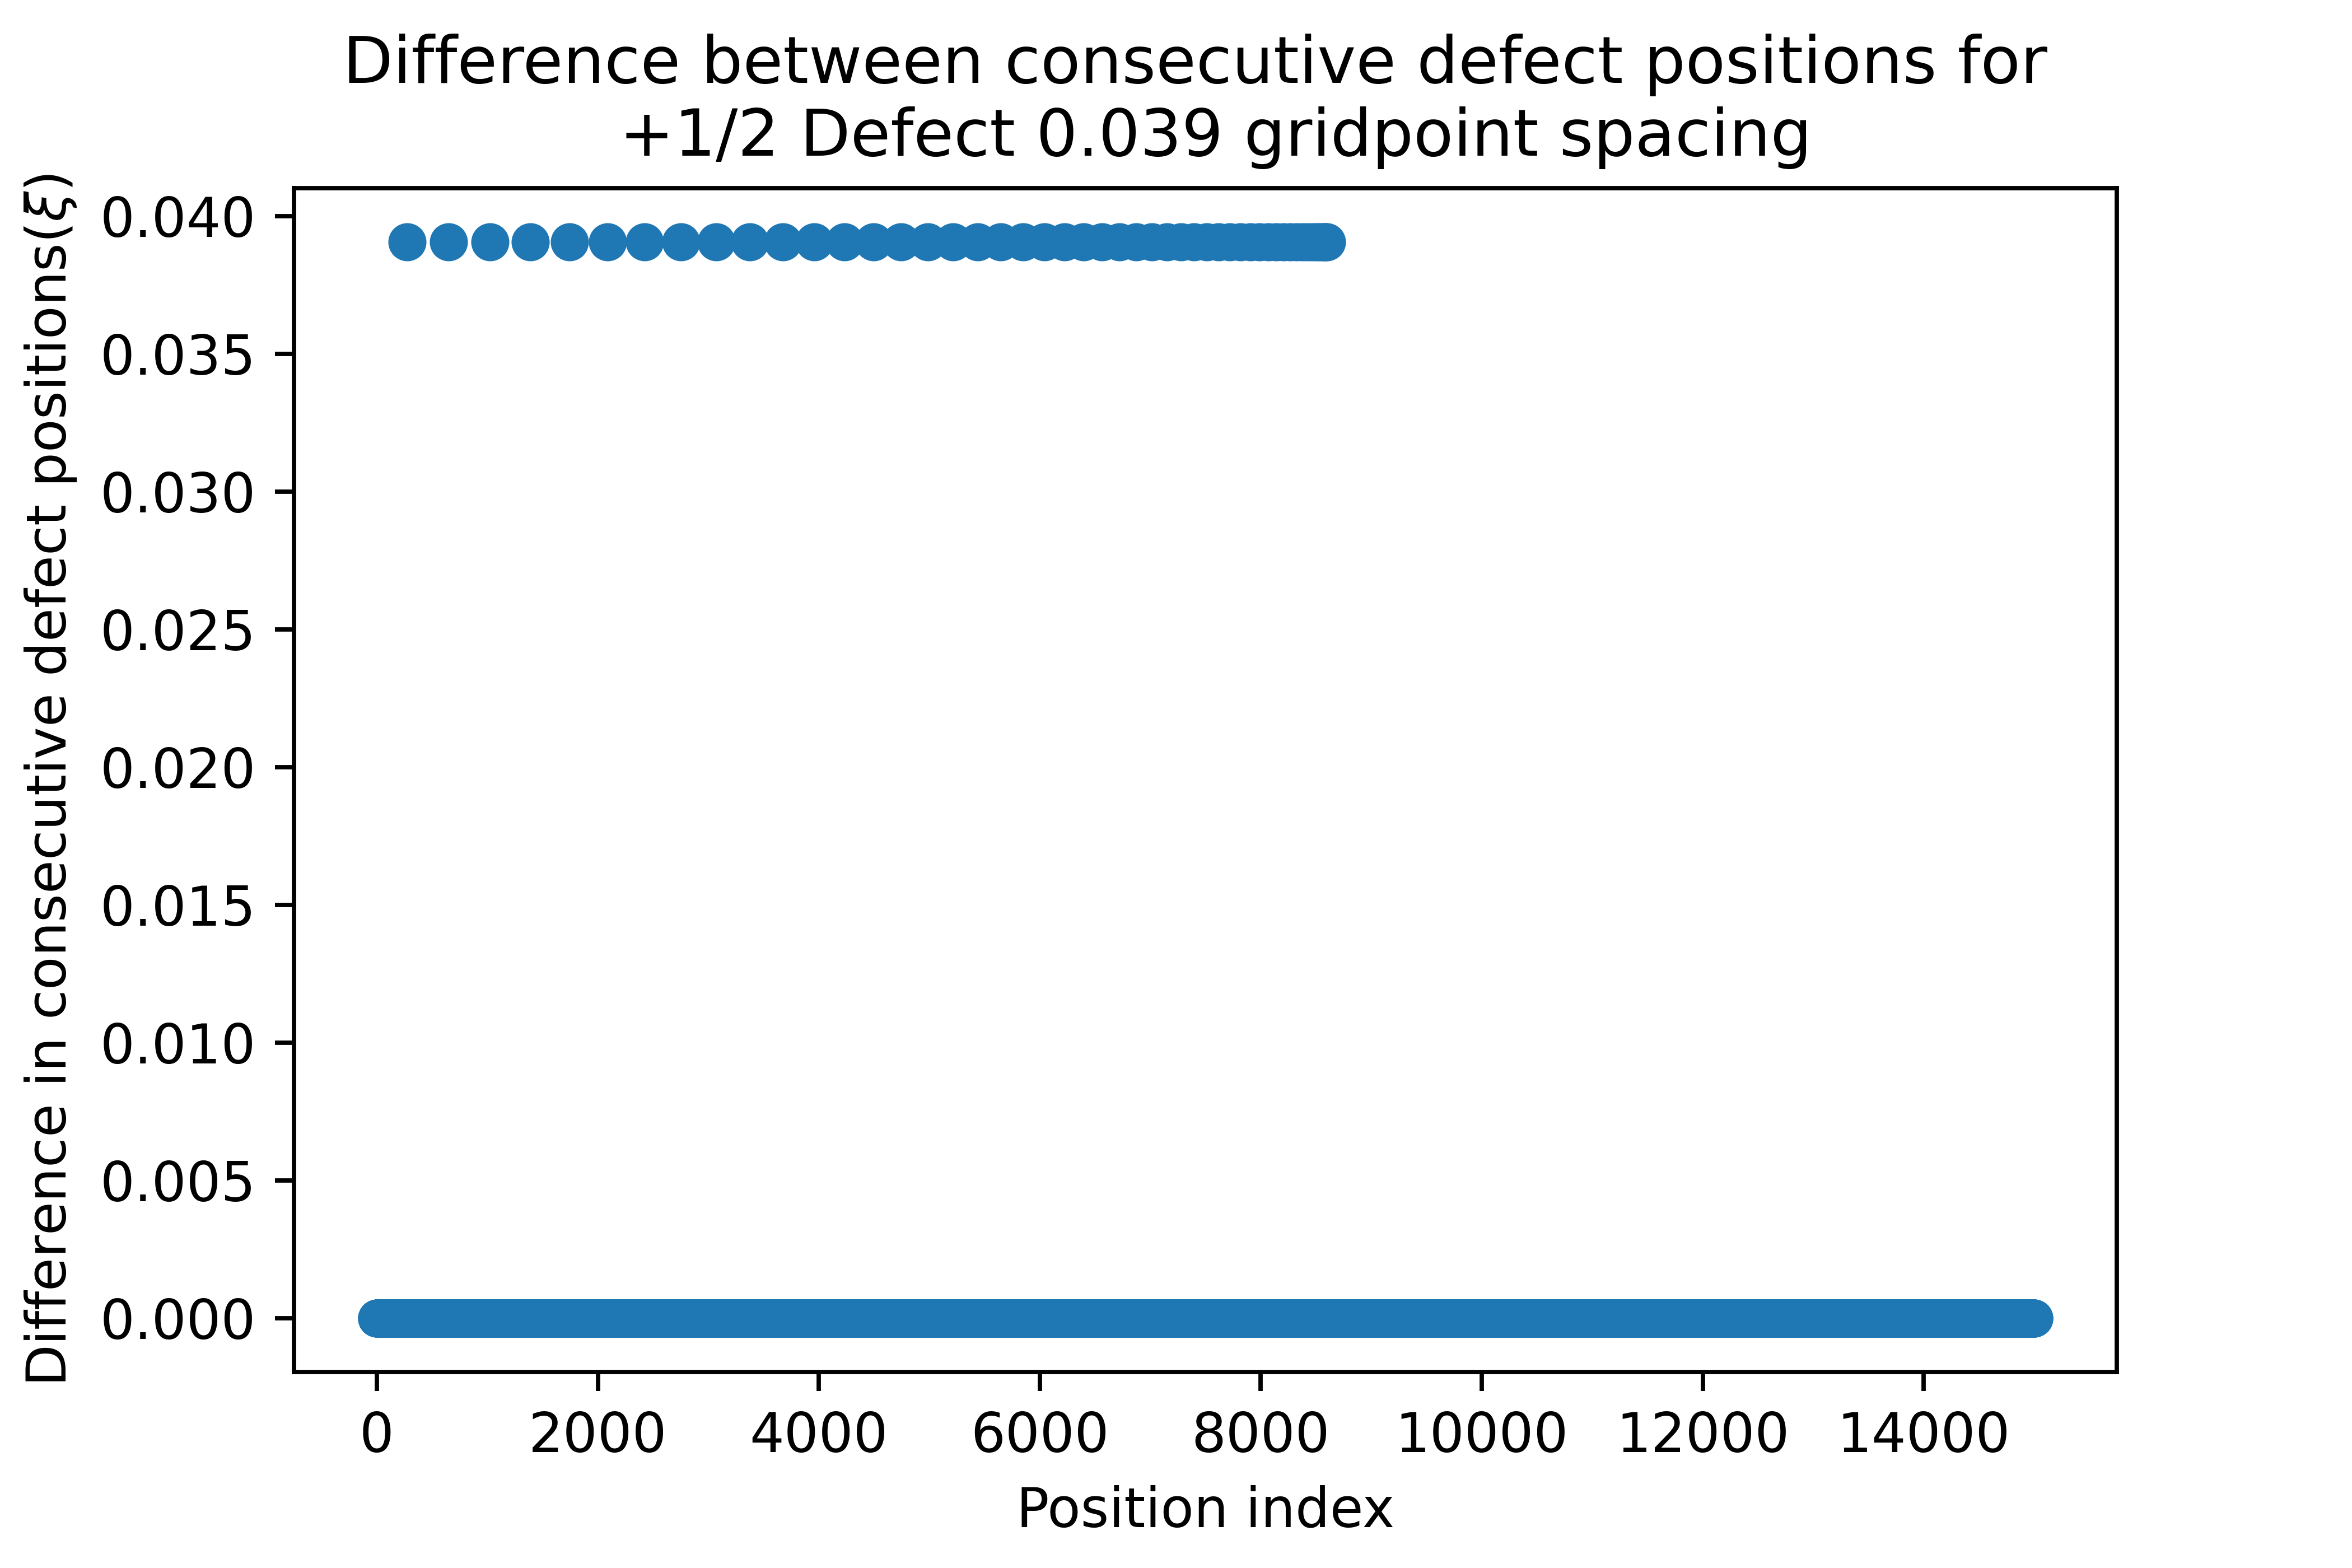 Difference between consecutive defect positions for
+1/2 Defect 0.039 gridpoint spacing
Difference in consecutive defect positions(ξ)
0.040
0.035
0.030
0.025
0.020
0.015
0.010
0.005
0.000
0 2000 4000 6000 8000 10000 12000 14000
Position index